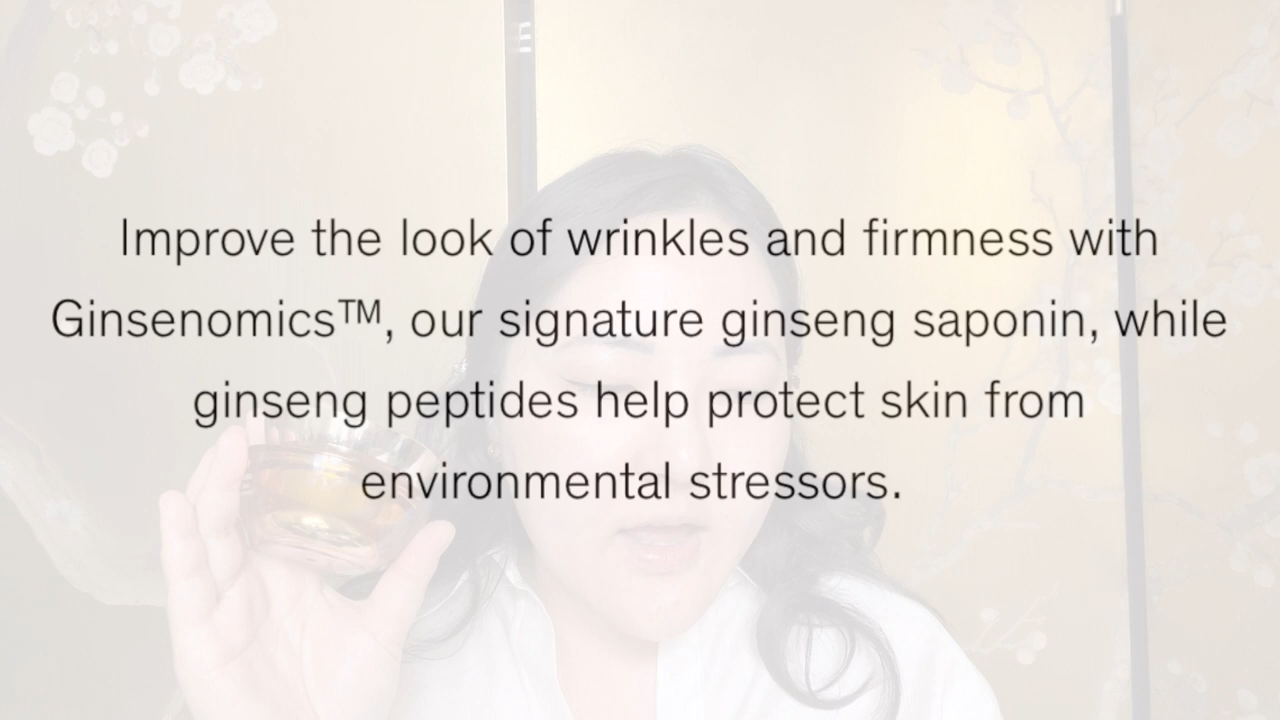 Improve the look of wrinkles and firmness with
Ginsenomics™, our signature ginseng saponin, while
ginseng peptides help protect skin from
environmental stressors.